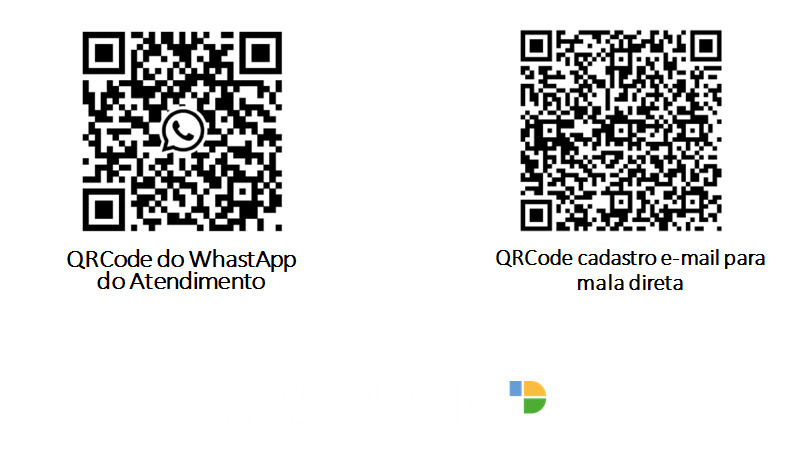 QRCode do WhastApp
do Atendimento
QRCode cadastro e-mail para
mala direta